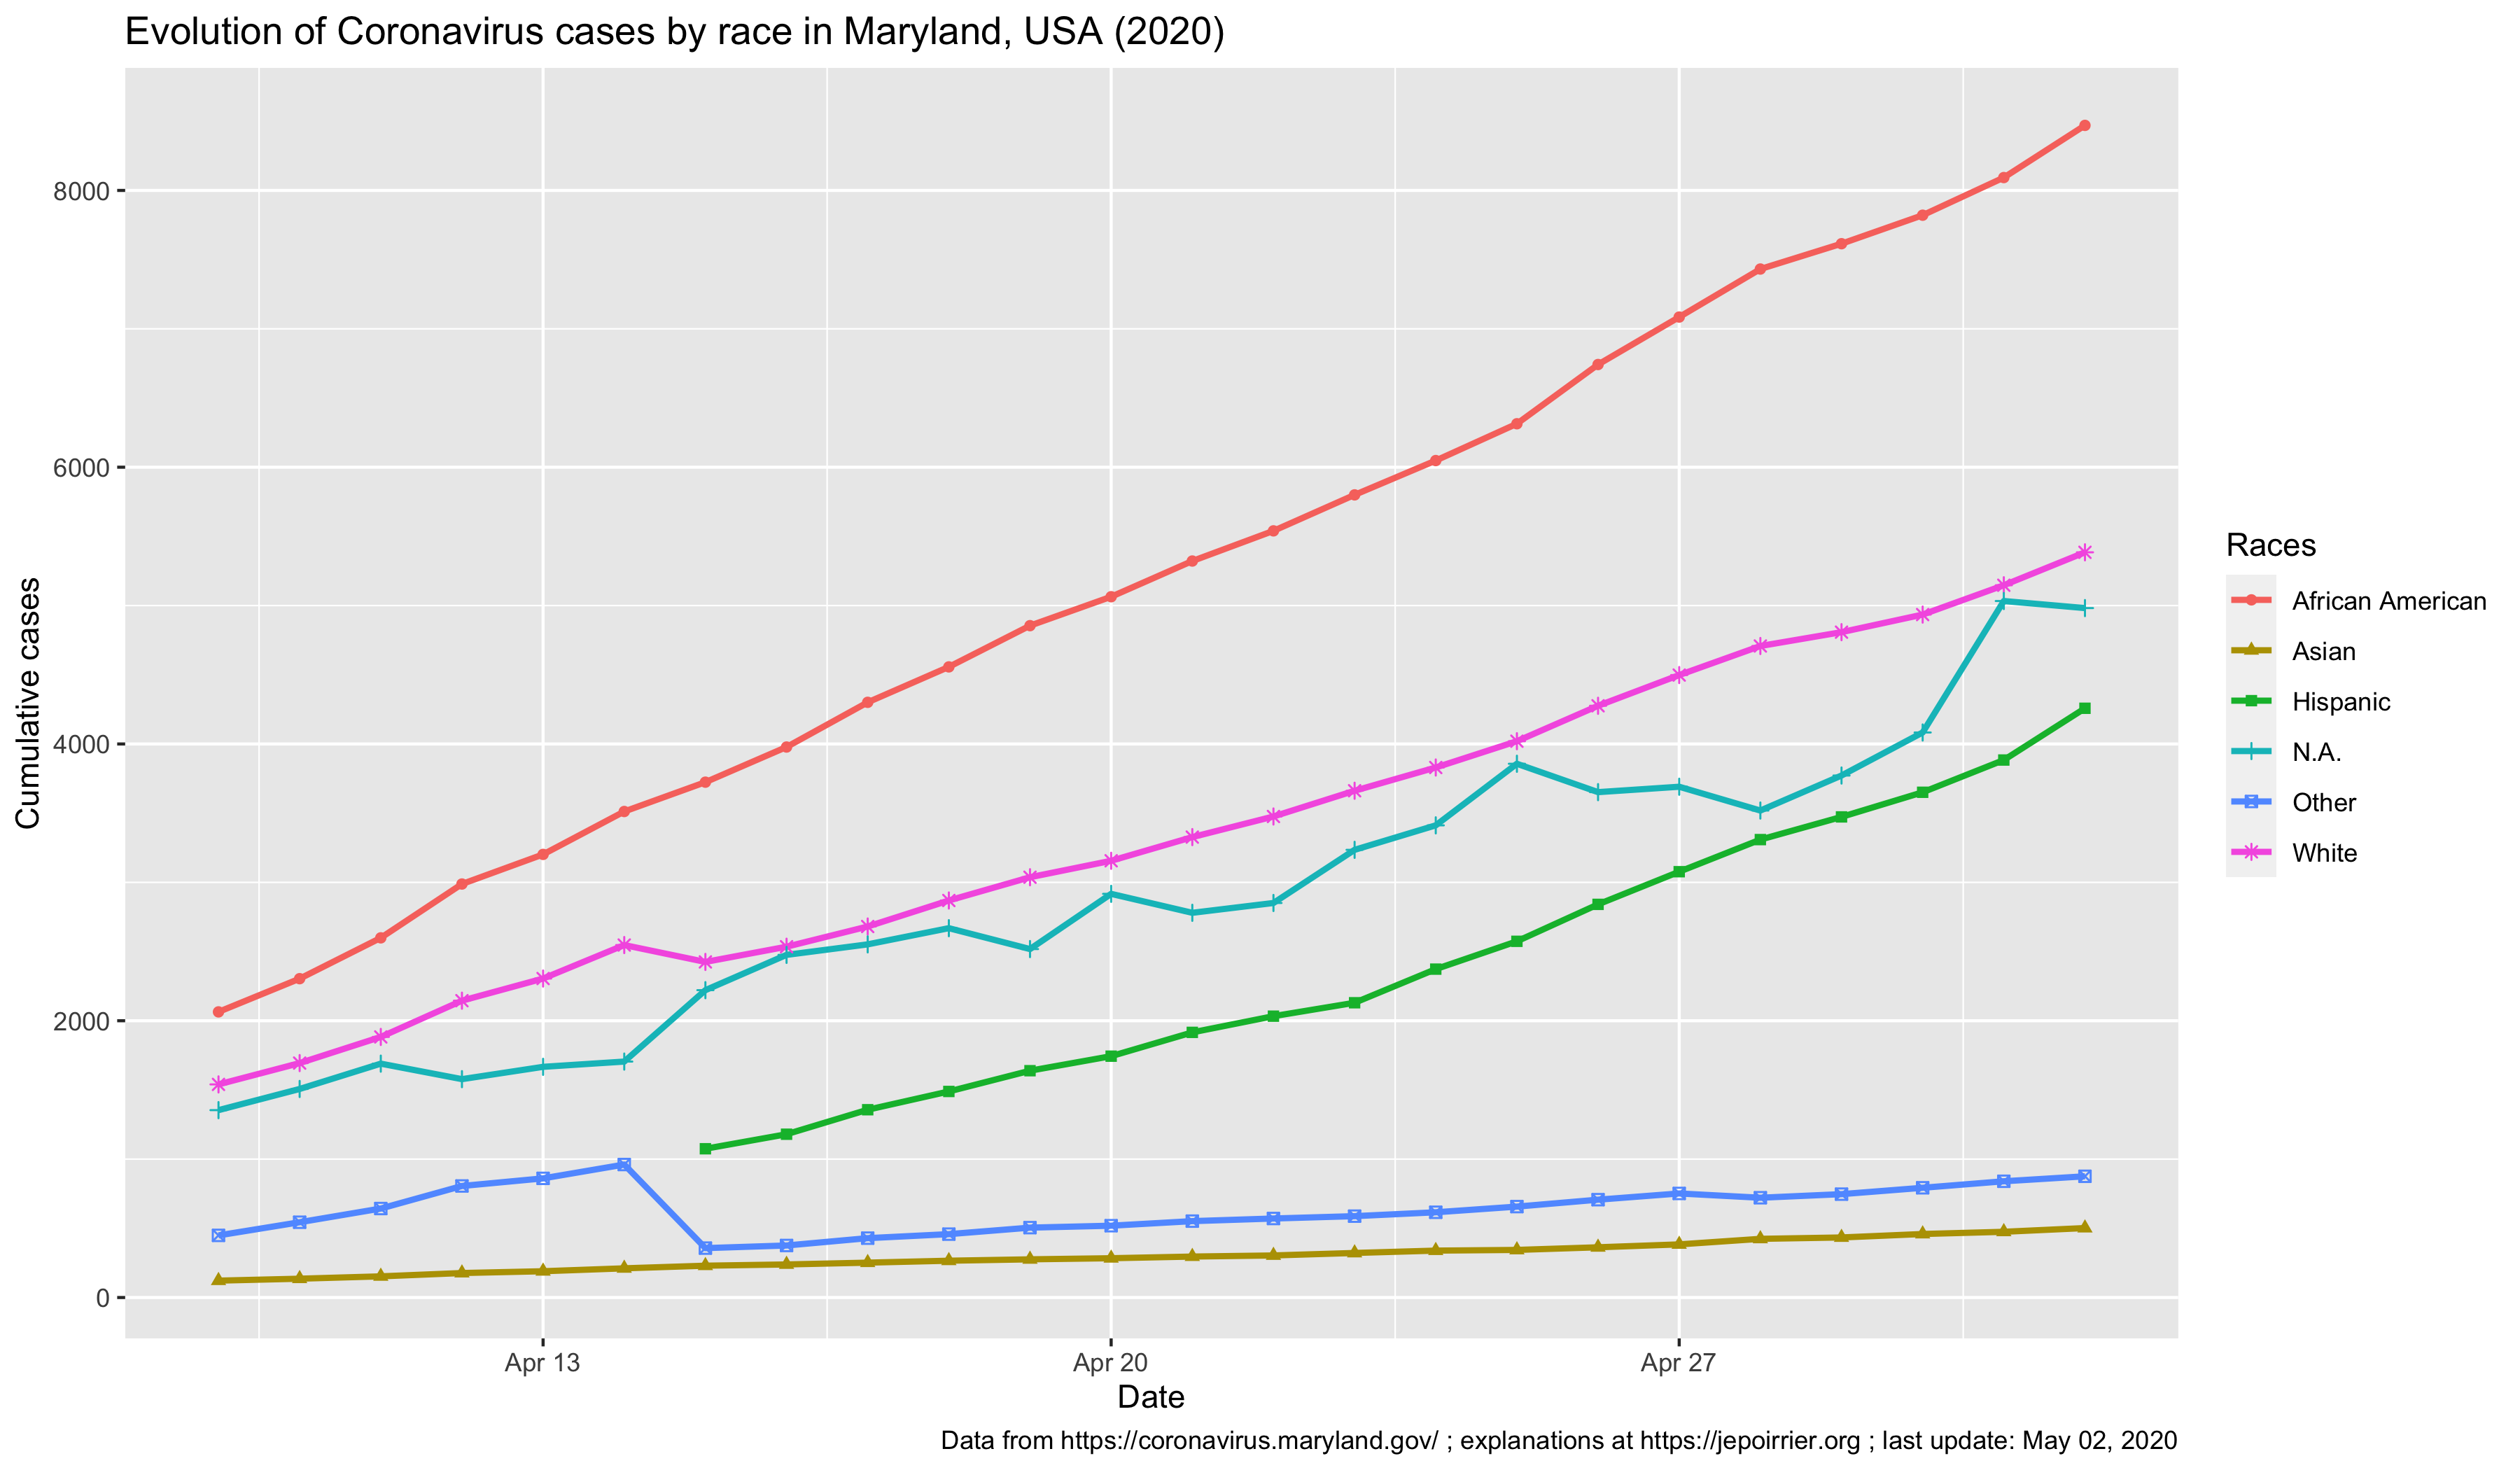 Evolution of Coronavirus cases by race in Maryland, USA (2020)
Cumulative cases
8000
6000
4000
2000
0
Apr 13
Apr 20
Apr 27
Date
Races
African American
Asian
Hispanic
N.A.
Other
White
Data from https://coronavirus.maryland.gov/ ; explanations at https://jepoirrier.org ; last update: May 02, 2020